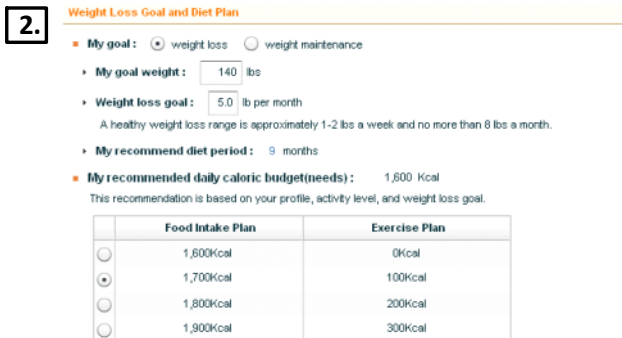 2.
Weight Loss Goal and Diet Plan
My goal : weight loss weight maintenance
My goal weight : 140 lbs
Weight loss goal : 5.0 lb per month
A healthy weight loss range is approximately 1-2 lbs a week and no more than 8 lbs a month.
My recommend diet period : 9 months
My recommended daily caloric budget(needs) : 1,600 Kcal
This recommendation is based on your profile, activity level, and weight loss goal.
Food Intake Plan Exercise Plan
1,600Kcal 0Kcal
1,700Kcal 100Kcal
1,800Kcal 200Kcal
1,900Kcal 300Kcal